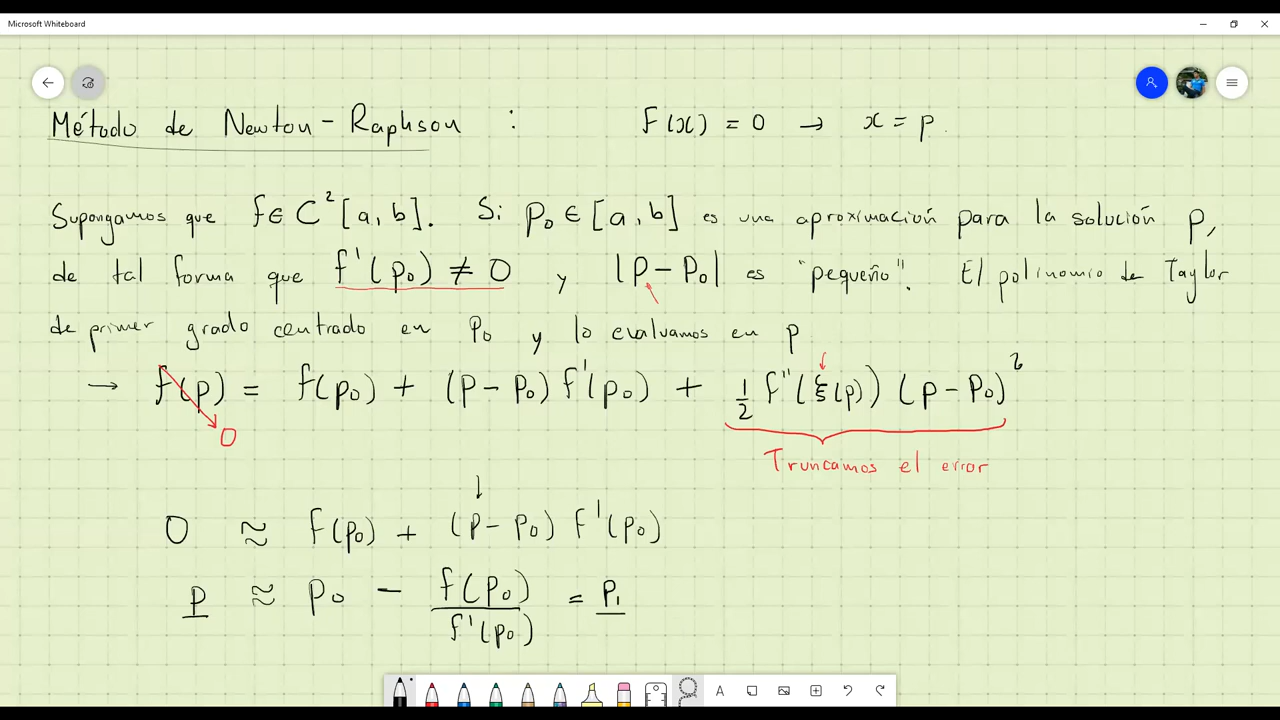 Microsoft Whiteboard
Método de Newton-Raphson : F(x) = 0 → x = p.
Supongamos que f ∈ C²[a,b]. Si p₀ ∈ [a,b] es una aproximación para la solución p,
de tal forma que f'(p₀) ≠ 0 y |p - p₀| es "pequeño". El polinomio de Taylor
de primer grado centrado en p₀ y lo evaluamos en p
→ f(p) = f(p₀) + (p - p₀) f'(p₀) + 1/2 f''(ξ(p)) (p - p₀)²
0
Truncamos el error
0 ≈ f(p₀) + (p - p₀) f'(p₀)
p ≈ p₀ - f(p₀)/f'(p₀) = p₁